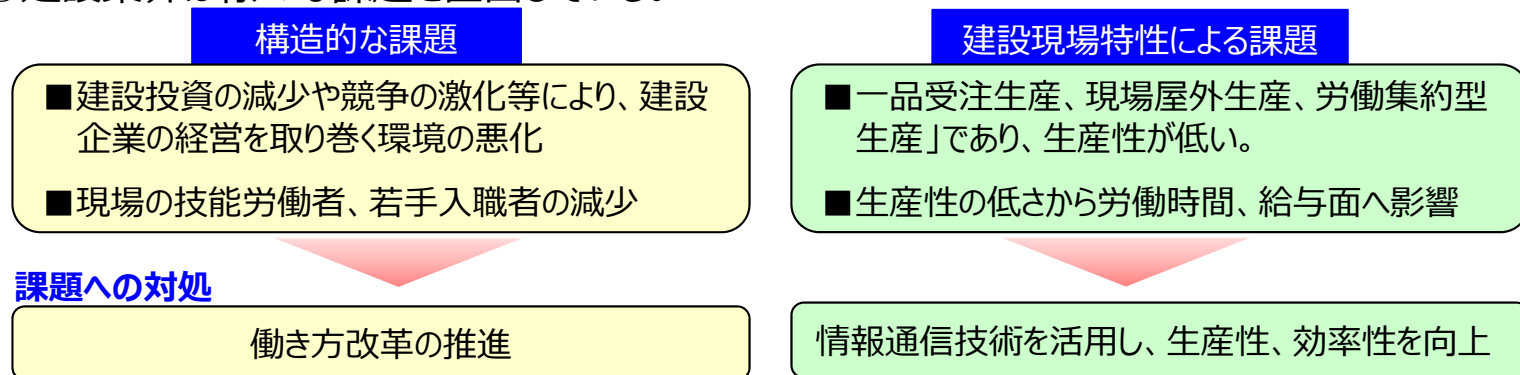 構造的な課題
■建設投資の減少や競争の激化等により、建設
企業の経営を取り巻く環境の悪化
■現場の技能労働者、若手入職者の減少
建設現場特性による課題
■一品受注生産、現場屋外生産、労働集約型
生産」であり、生産性が低い。
■生産性の低さから労働時間、給与面へ影響
課題への対処
働き方改革の推進
情報通信技術を活用し、生産性、効率性を向上